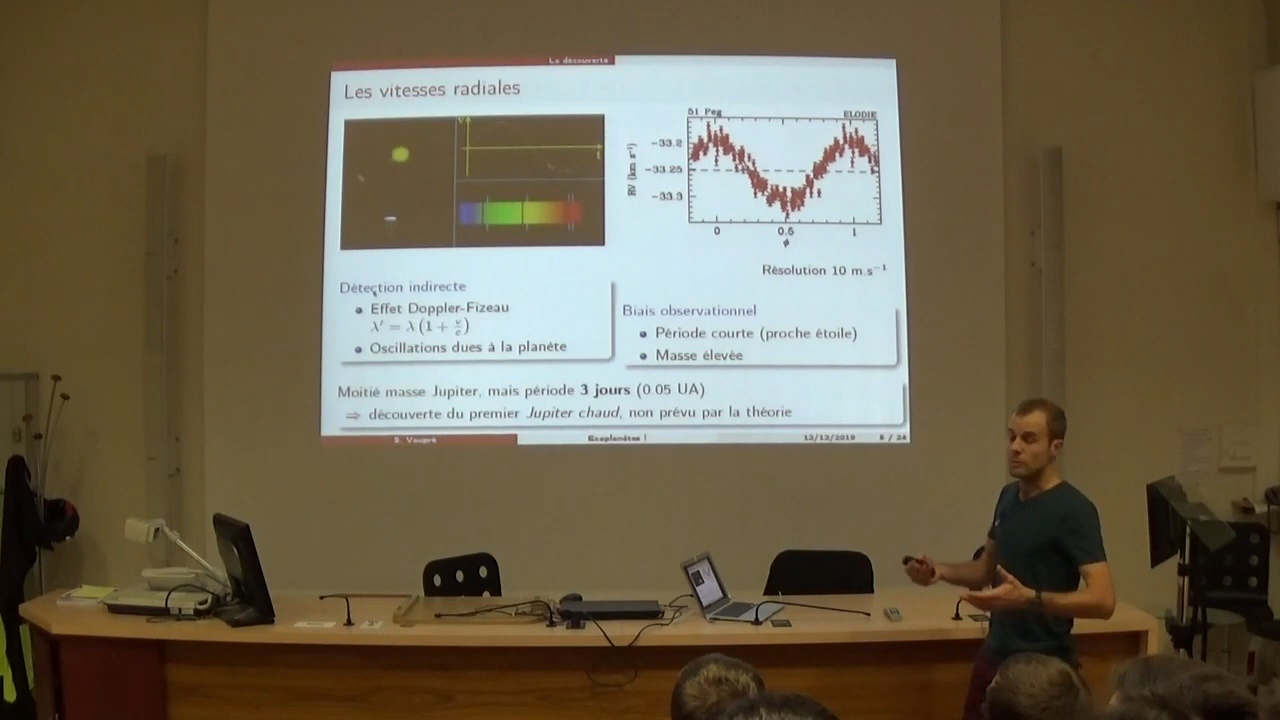 La découverte
Les vitesses radiales
v
t
51 Peg
ELODIE
RV (km s⁻¹)
−33.2
−33.25
−33.3
0
0.5
1
ϕ
Résolution 10 m.s⁻¹
Détection indirecte
Effet Doppler-Fizeau
λ′ = λ(1 + v/c)
Oscillations dues à la planète
Biais observationnel
Période courte (proche étoile)
Masse élevée
Moitié masse Jupiter, mais période 3 jours (0.05 UA)
⇒ découverte du premier Jupiter chaud, non prévu par la théorie
Exoplanètes !
12/12/2019
/ 24